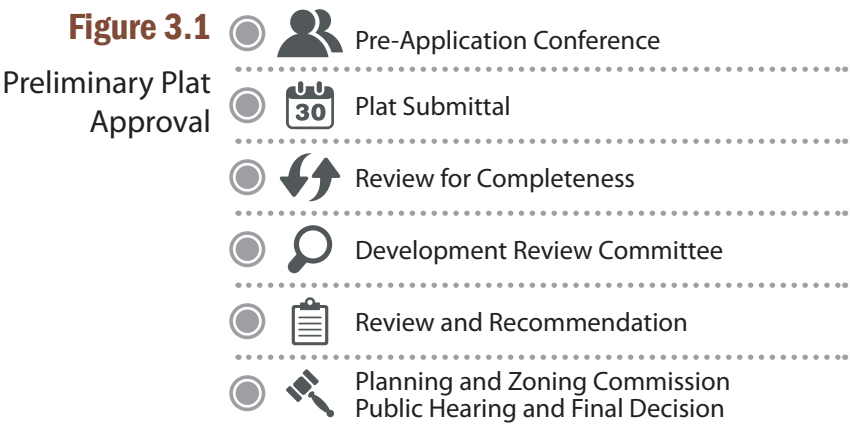 Figure 3.1
Preliminary Plat
Approval
Pre-Application Conference
30
Plat Submittal
Review for Completeness
Development Review Committee
Review and Recommendation
Planning and Zoning Commission
Public Hearing and Final Decision